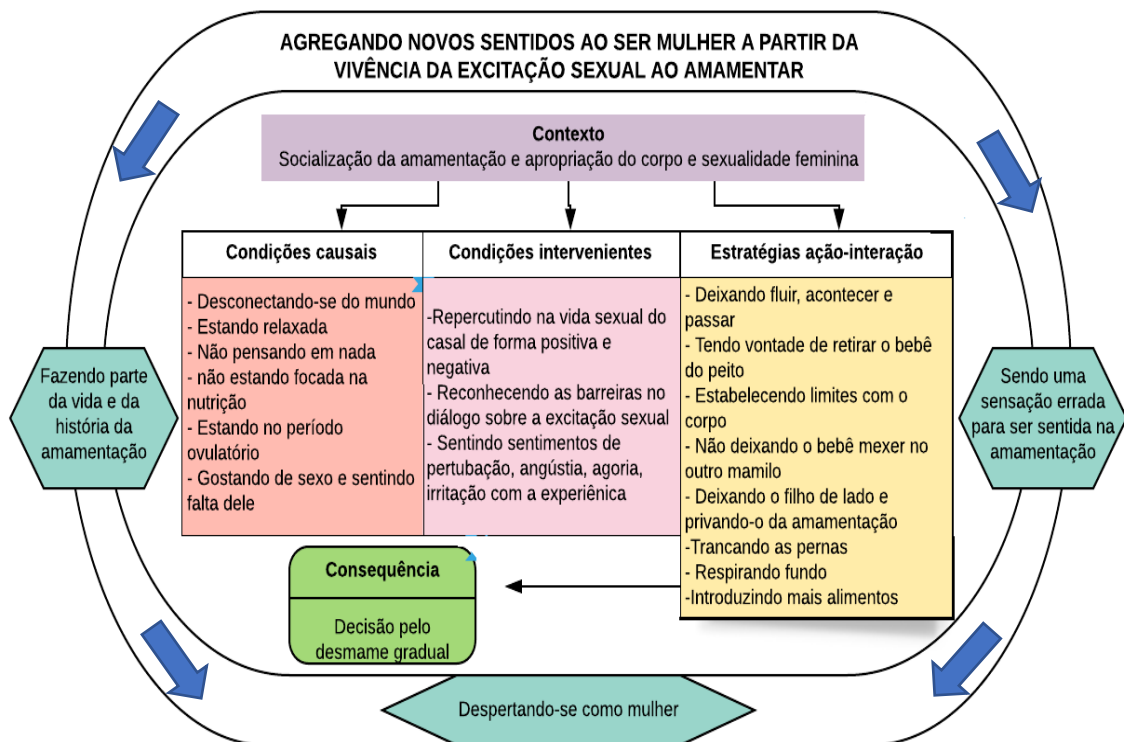 AGREGANDO NOVOS SENTIDOS AO SER MULHER A PARTIR DA
VIVÊNCIA DA EXCITAÇÃO SEXUAL AO AMAMENTAR
Contexto
Socialização da amamentação e apropriação do corpo e sexualidade feminina
Condições causais
- Desconectando-se do mundo
- Estando relaxada
- Não pensando em nada
- não estando focada na
nutrição
- Estando no período
ovulatório
- Gostando de sexo e sentindo
falta dele
Condições intervenientes
-Repercutindo na vida sexual do
casal de forma positiva e
negativa
- Reconhecendo as barreiras no
diálogo sobre a excitação sexual
- Sentindo sentimentos de
pertubação, angústia, agoria,
irritação com a experiênica
Estratégias ação-interação
- Deixando fluir, acontecer e
passar
- Tendo vontade de retirar o bebê
do peito
- Estabelecendo limites com o
corpo
- Não deixando o bebê mexer no
outro mamilo
- Deixando o filho de lado e
privando-o da amamentação
-Trancando as pernas
- Respirando fundo
-Introduzindo mais alimentos
Fazendo parte
da vida e da
história da
amamentação
Sendo uma
sensação errada
para ser sentida na
amamentação
Consequência
Decisão pelo
desmame gradual
Despertando-se como mulher